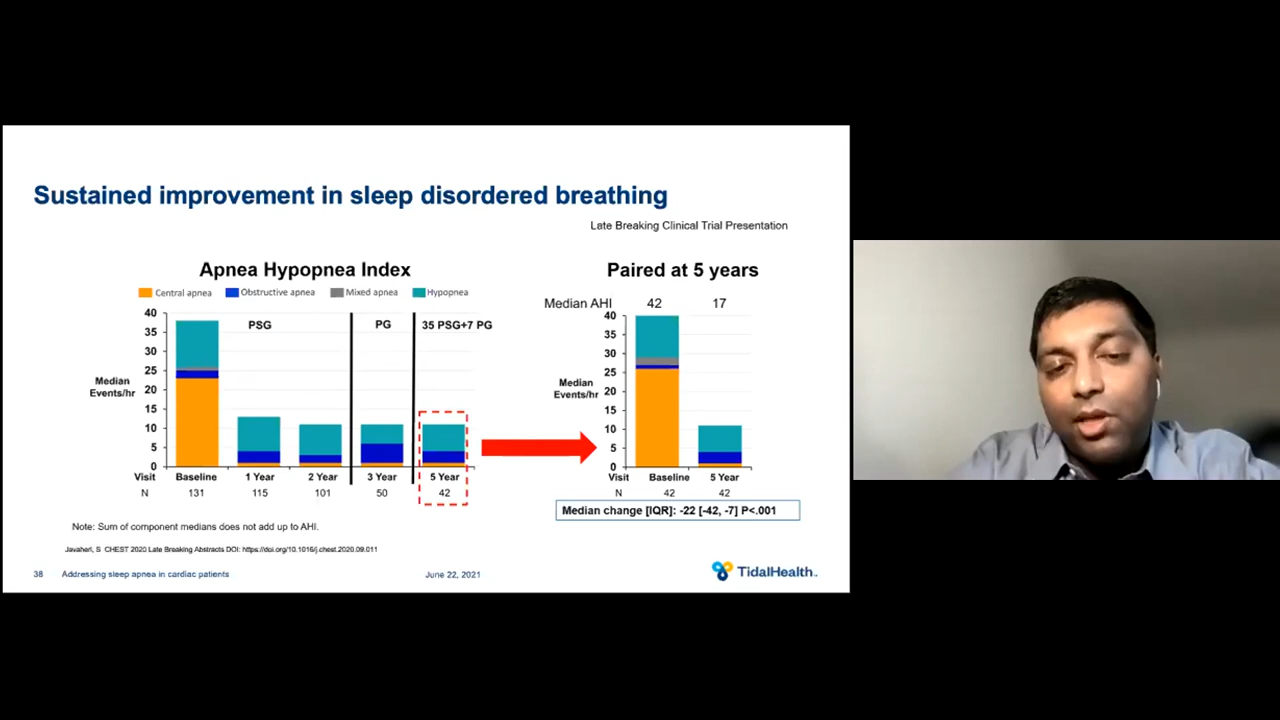 Sustained improvement in sleep disordered breathing
Late Breaking Clinical Trial Presentation
Apnea Hypopnea Index
Central apnea Obstructive apnea Mixed apnea Hypopnea
40
35
30
25
20
15
10
5
0
Median
Events/hr
PSG
PG
35 PSG+7 PG
Visit Baseline 1 Year 2 Year 3 Year 5 Year
N 131 115 101 50 42
Paired at 5 years
Median AHI 42 17
40
35
30
25
20
15
10
5
0
Median
Events/hr
Visit Baseline 5 Year
N 42 42
Median change [IQR]: -22 [-42, -7] P<.001
Note: Sum of component medians does not add up to AHI.
Javaheri, S CHEST 2020 Late Breaking Abstracts DOI: https://doi.org/10.1016/j.chest.2020.09.011
38 Addressing sleep apnea in cardiac patients June 22, 2021
TidalHealth